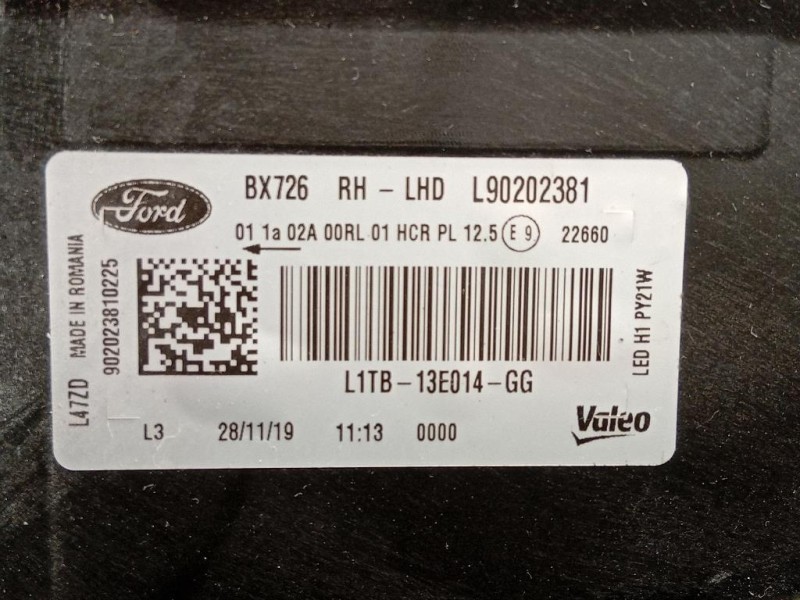 Ford
BX726 RH - LHD L90202381
01 1a 02A 00RL 01 HCR PL 12.5 E 9 22660
L1TB-13E014-GG
L3 28/11/19 11:13 0000
Valeo
L47ZD MADE IN ROMANIA
902023810225
LED H1 PY21W